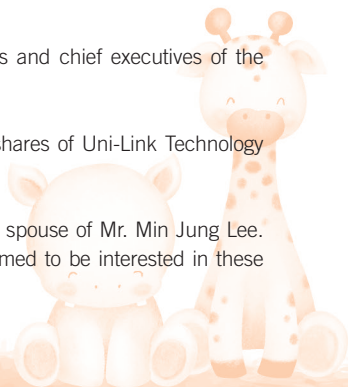 s and chief executives of the
shares of Uni-Link Technology
spouse of Mr. Min Jung Lee.
med to be interested in these